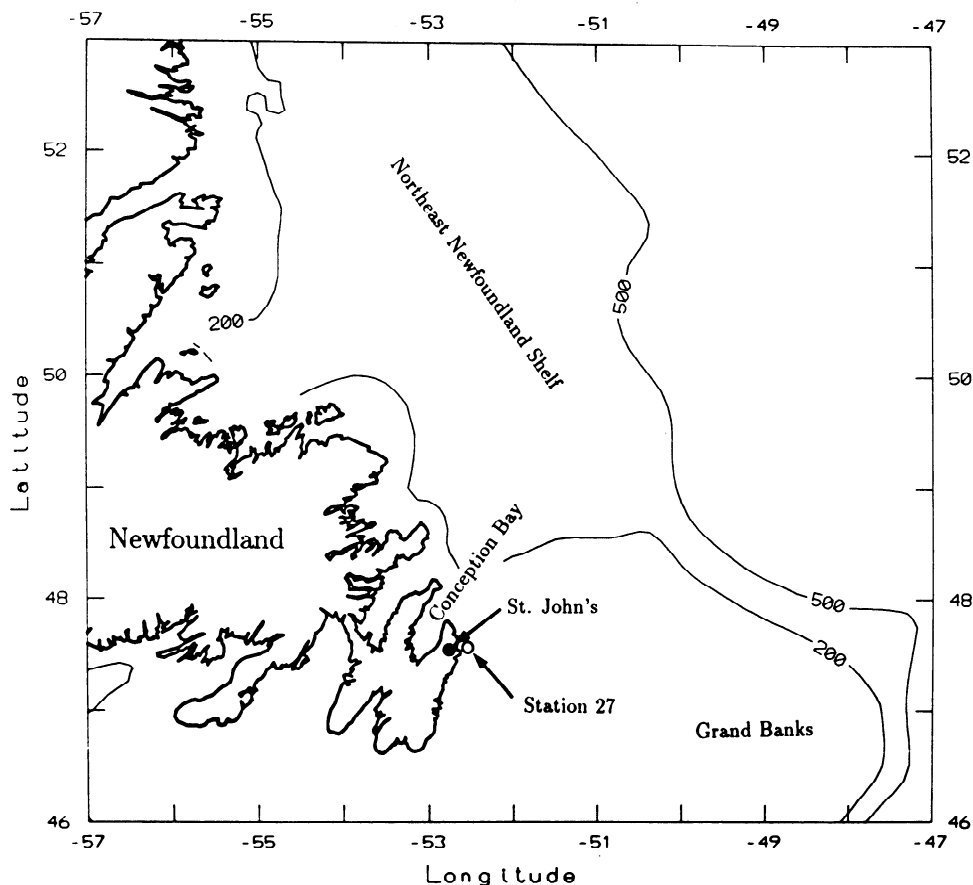 -57 -55 -53 -51 -49 -47
52 52
Northeast Newfoundland Shelf
500
200
50 50
Latitude
Newfoundland
Conception Bay
St. John's
48 48
500
200
Station 27
Grand Banks
46 46
-57 -55 -53 -51 -49 -47
Longitude